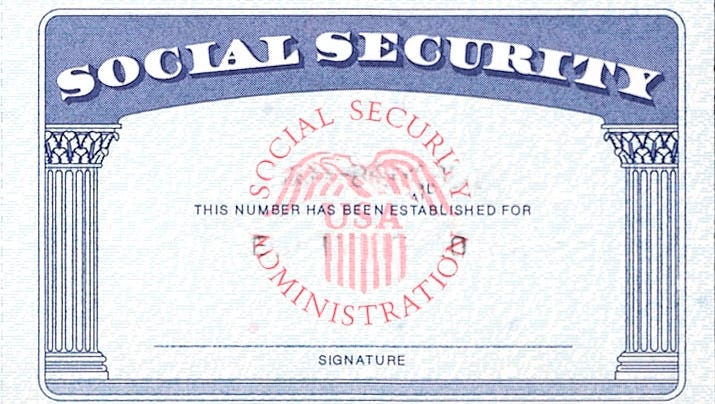 SOCIAL SECURITY
SOCIAL SECURITY
THIS NUMBER HAS BEEN ESTABLISHED FOR
USA
ADMINISTRATION
SIGNATURE